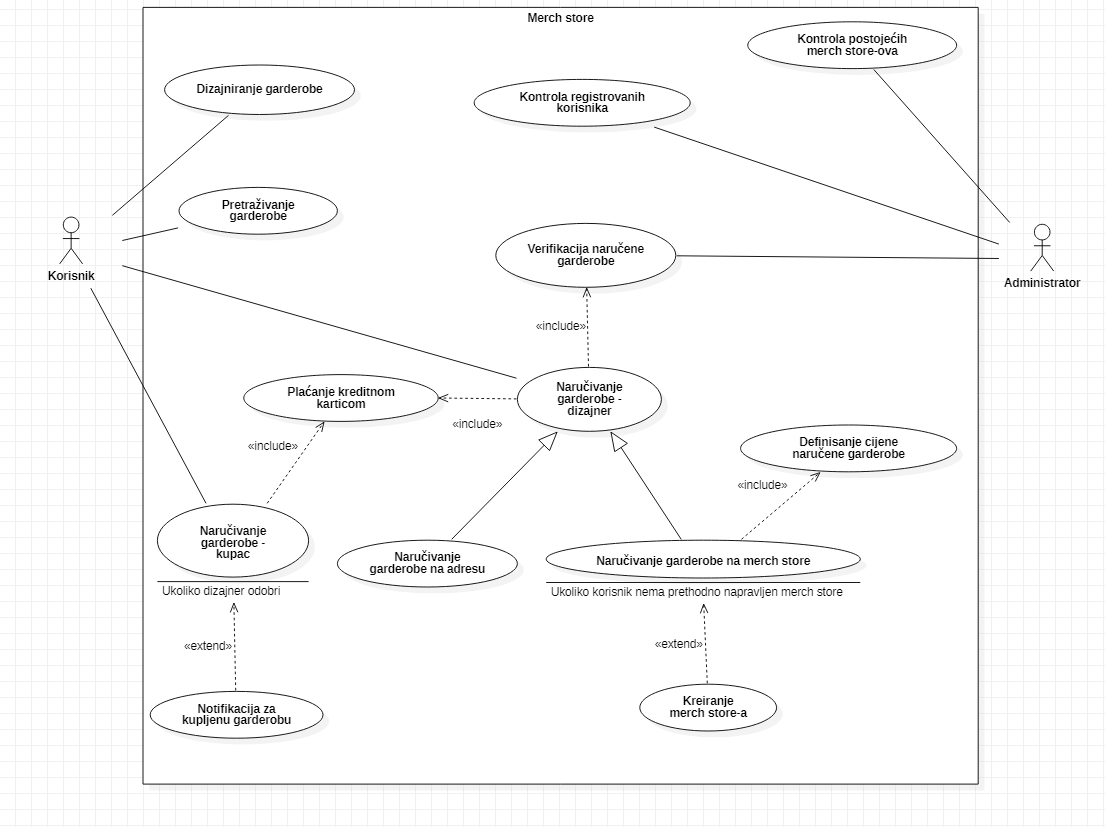 Merch store
Kontrola postojećih
merch store-ova
Dizajniranje garderobe
Kontrola registrovanih
korisnika
Pretraživanje
garderobe
Korisnik
Verifikacija naručene
garderobe
Administrator
«include»
Plaćanje kreditnom
karticom
«include»
Naručivanje
garderobe -
dizajner
«include»
Definisanje cijene
naručene garderobe
«include»
Naručivanje
garderobe -
kupac
Ukoliko dizajner odobri
Naručivanje
garderobe na adresu
Naručivanje garderobe na merch store
Ukoliko korisnik nema prethodno napravljen merch store
«extend»
«extend»
Notifikacija za
kupljenu garderobu
Kreiranje
merch store-a